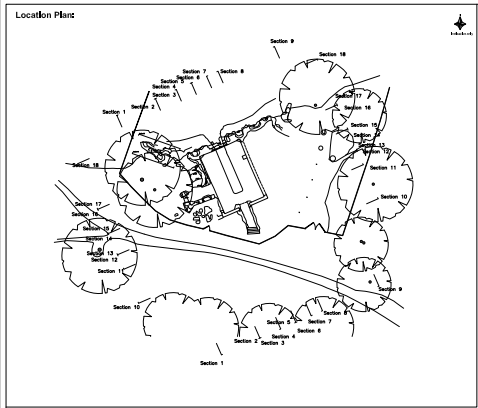 Location Plan:
Section 9
Section 18
Section 7
Section 8
Section 5
Section 6
Section 4
Section 3
Section 2
Section 1
Section 17
Section 16
Section 15
Section 13
Section 12
Section 11
Section 10
Section 18
Section 17
Section 16
Section 15
Section 14
Section 13
Section 12
Section 11
Section 9
Section 10
Section 8
Section 7
Section 6
Section 5
Section 4
Section 3
Section 2
Section 1